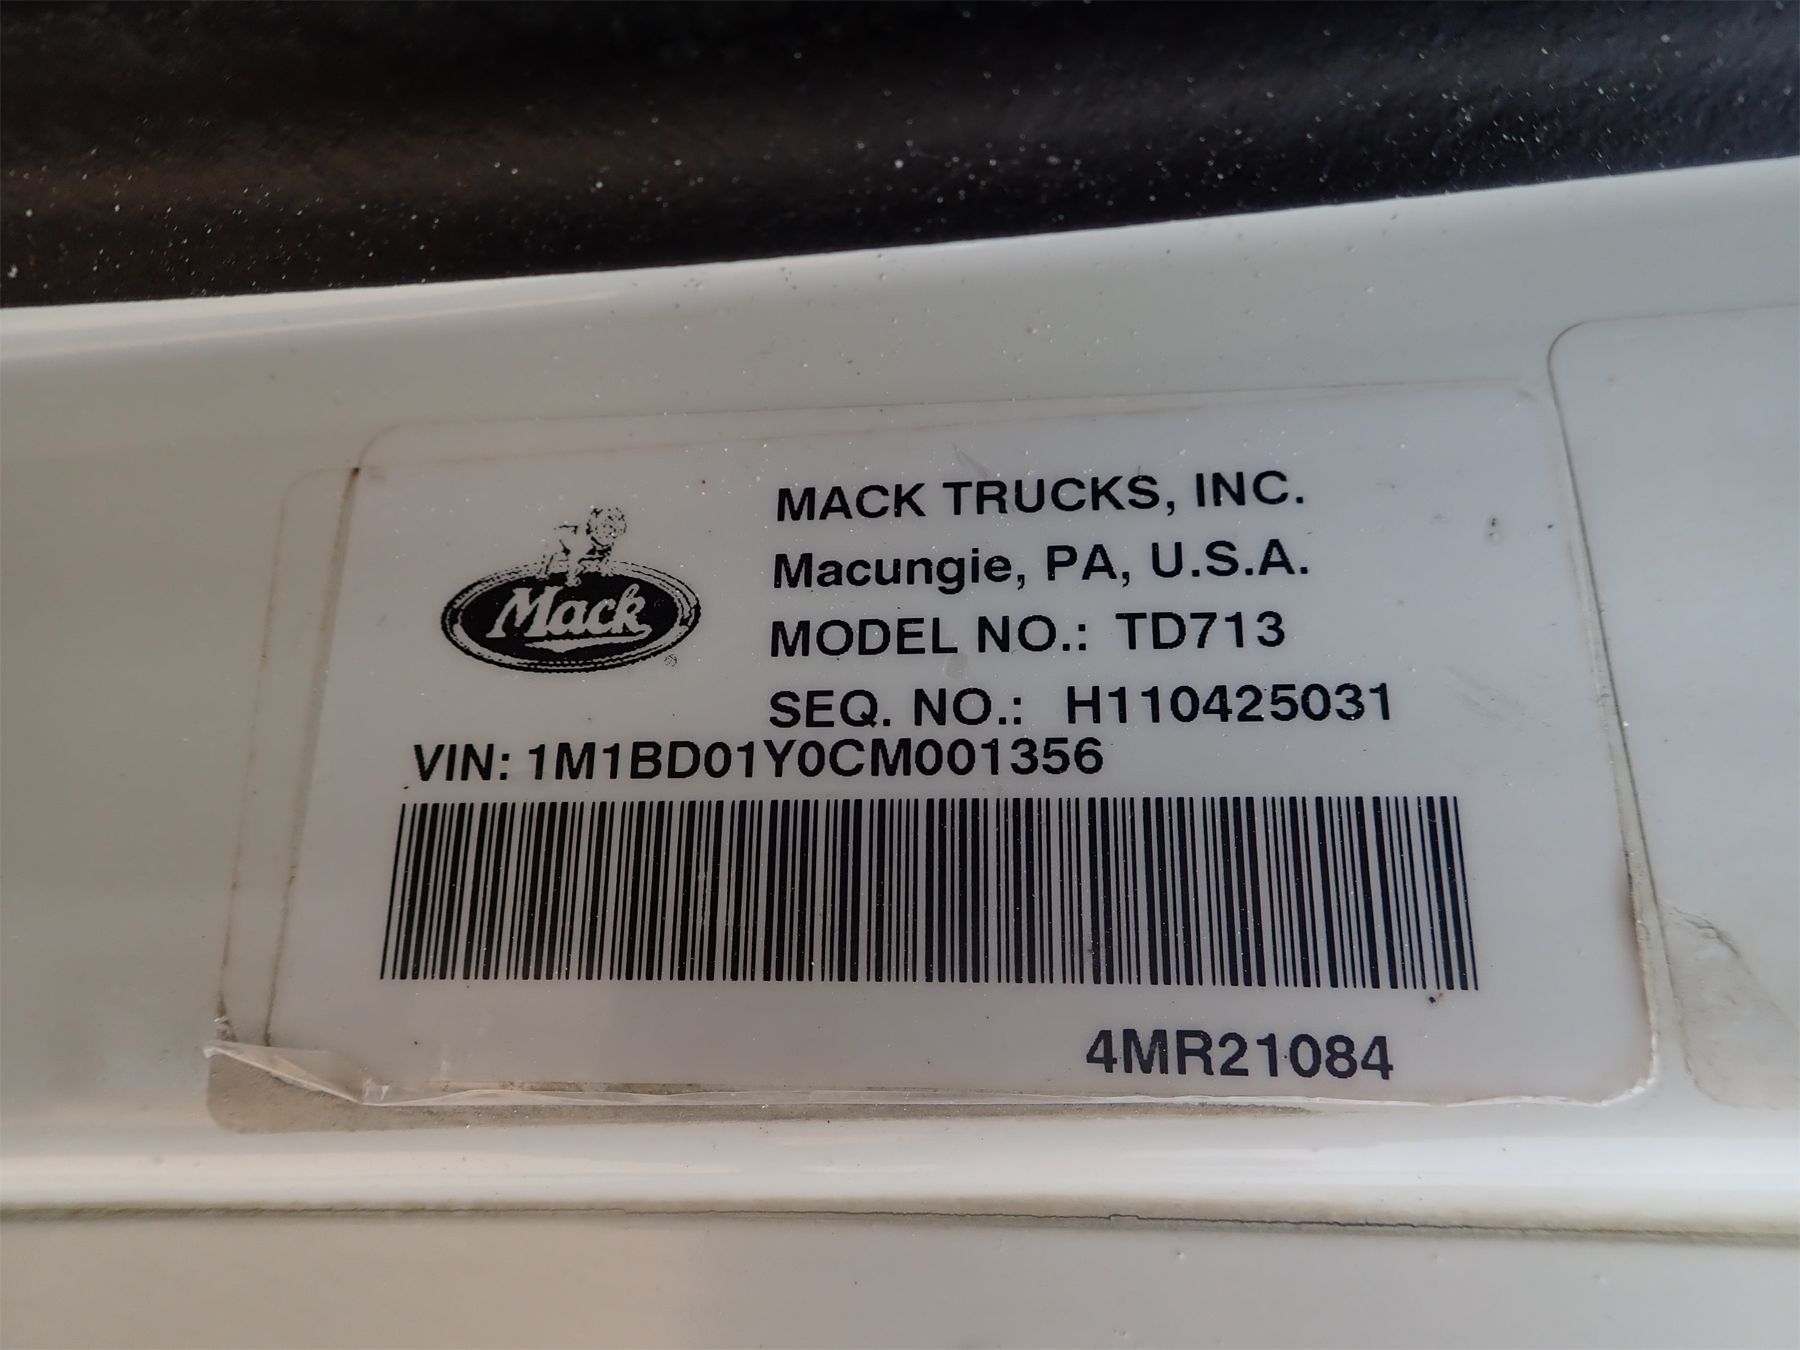 Mack
®
MACK TRUCKS, INC.
Macungie, PA, U.S.A.
MODEL NO.: TD713
SEQ. NO.: H110425031
VIN: 1M1BD01Y0CM001356
4MR21084